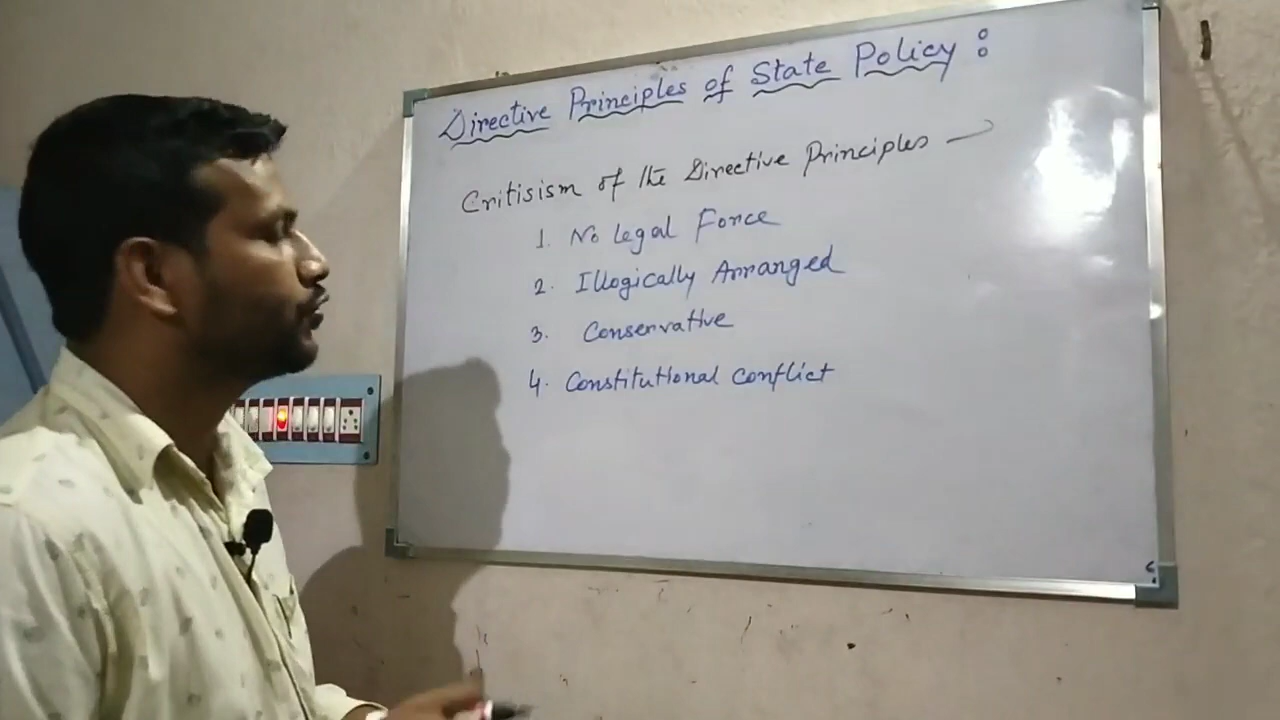 Directive Principles of State Policy :
Critisism of the Directive Principles —
1. No Legal Force
2. Illogically Arranged
3. Conservative
4. Constitutional conflict